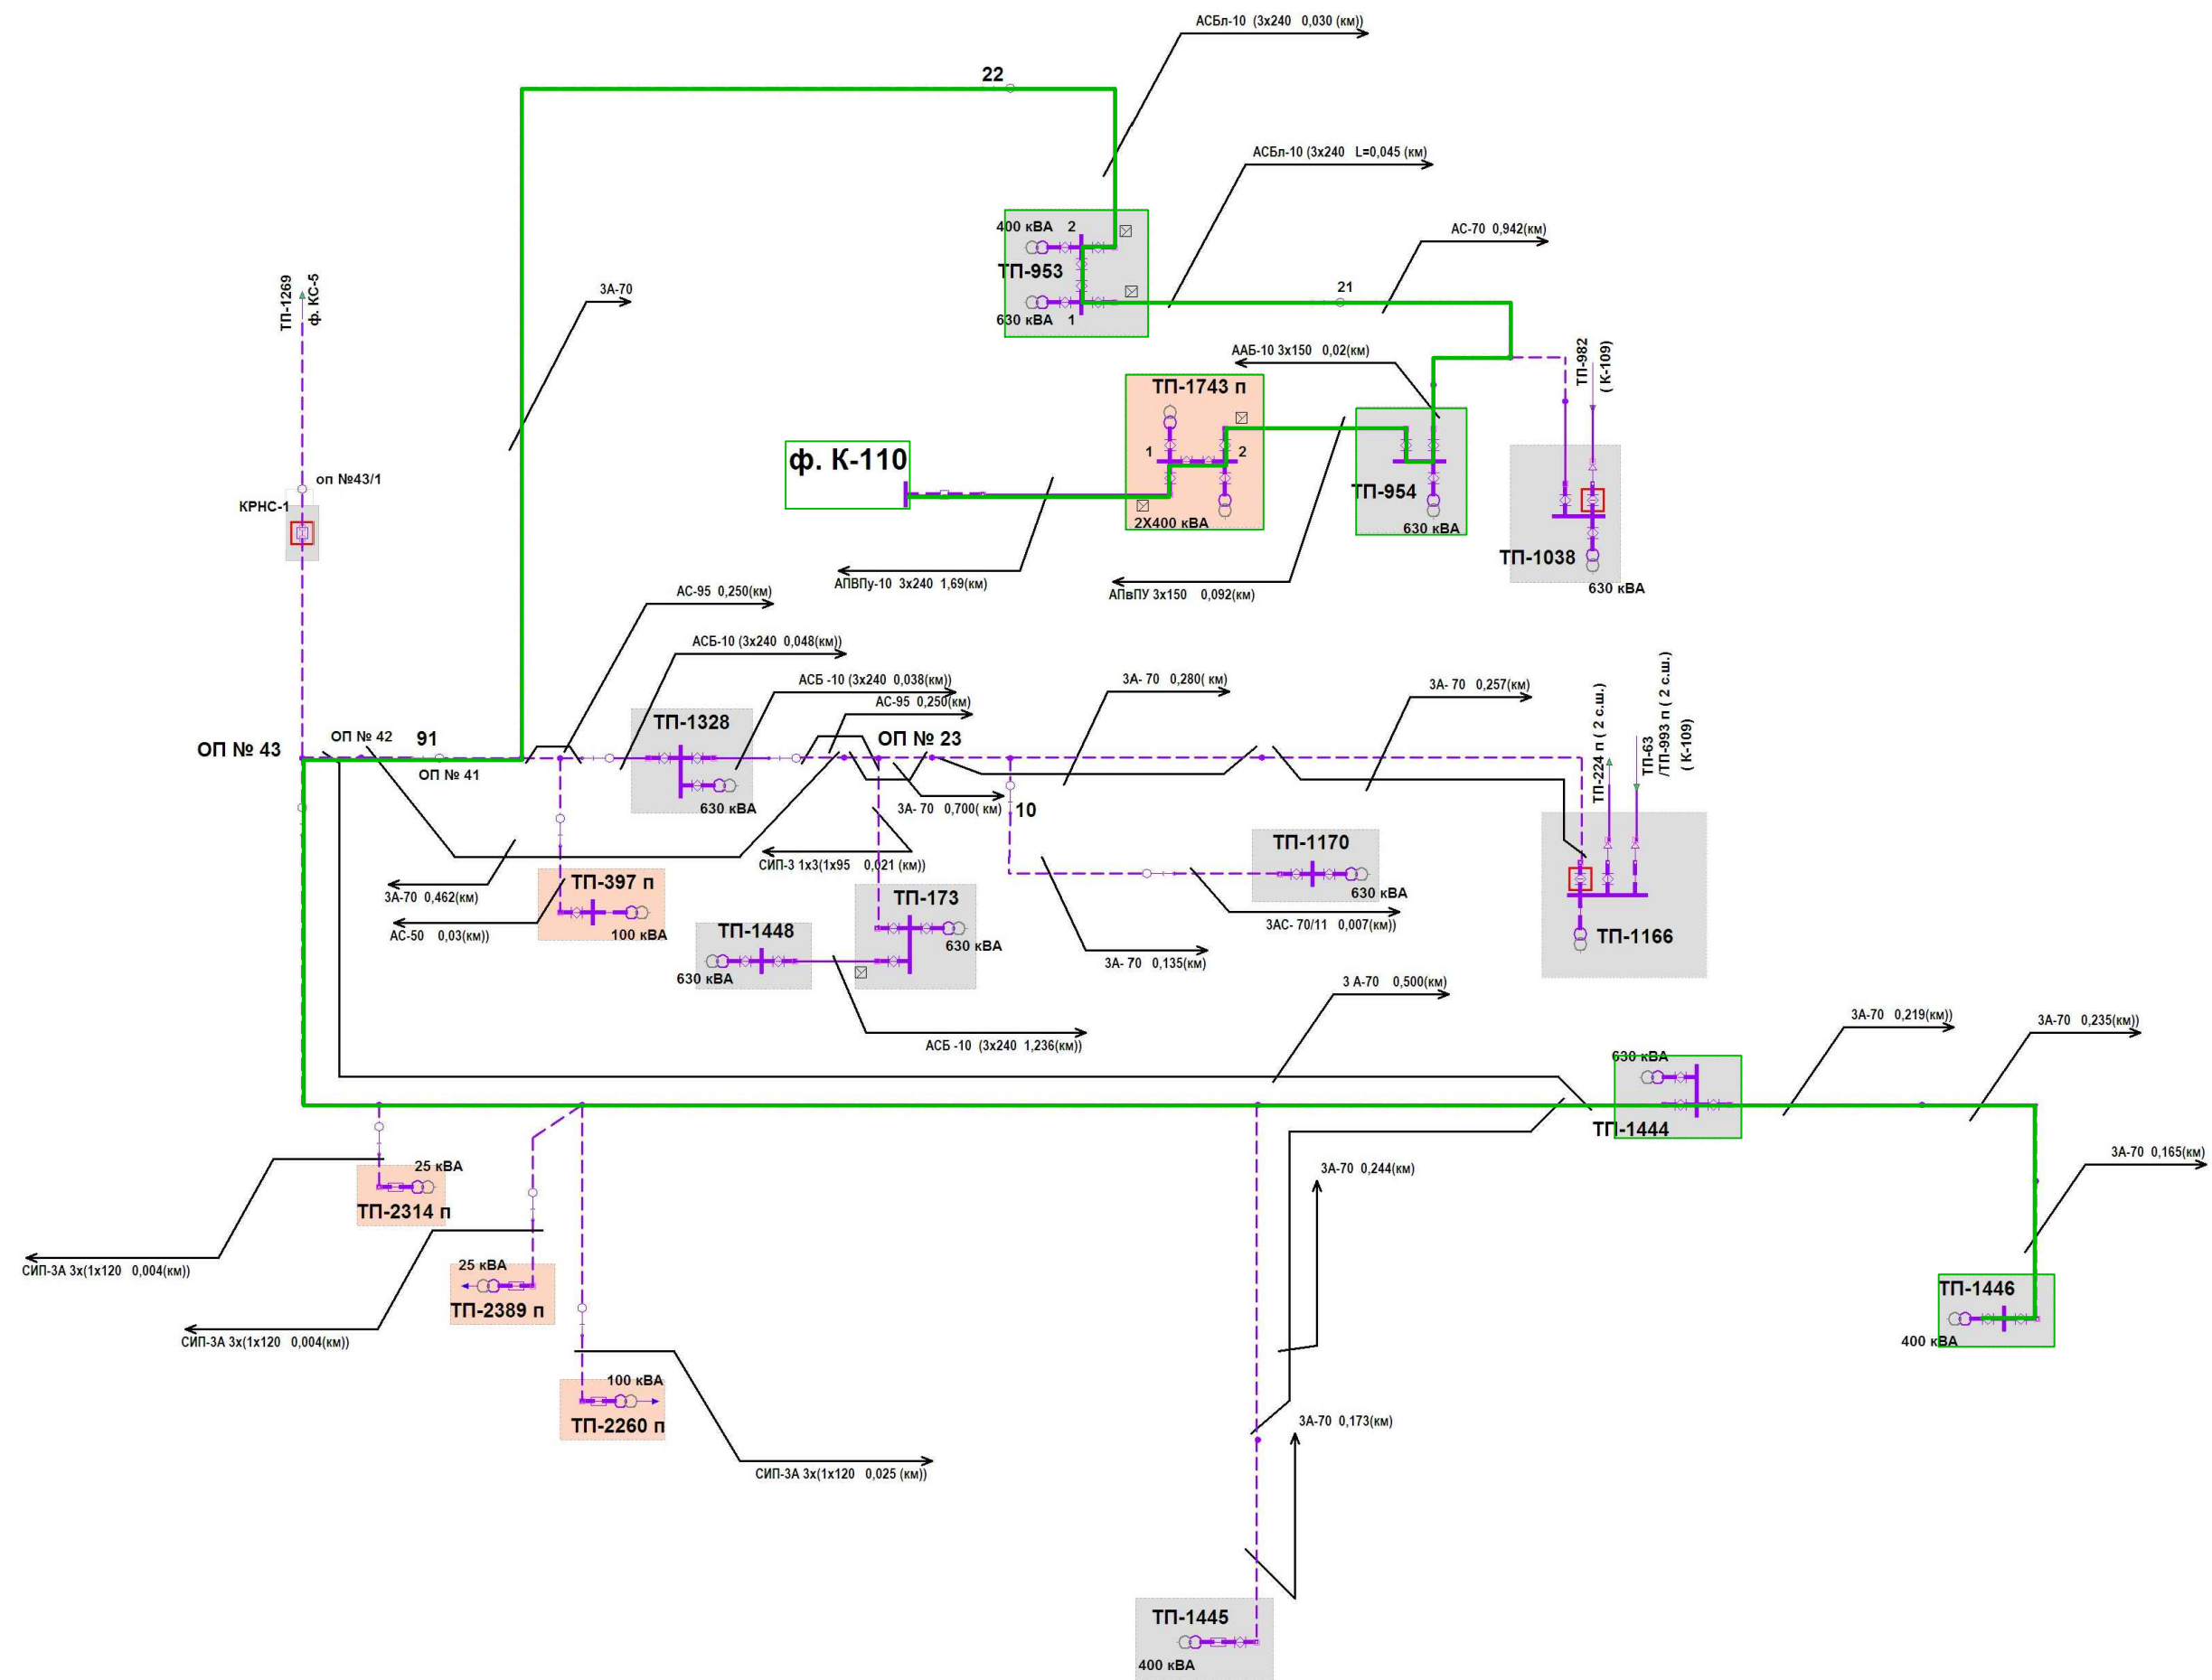 АСБл-10 (3х240 0,030 (км))
22
АСБл-10 (3х240 L=0,045 (км)
400 кВА 2
АС-70 0,942(км)
ТП-953
ТП-1269
ф. КС-5
3А-70
21
630 кВА 1
ААБ-10 3х150 0,02(км)
ТП-982
( К-109)
ТП-1743 п
1
2
ф. К-110
оп №43/1
КРНС-1
ТП-954
2Х400 кВА
630 кВА
ТП-1038
АПВПу-10 3х240 1,69(км)
АПвПУ 3х150 0,092(км)
630 кВА
АС-95 0,250(км)
АСБ-10 (3х240 0,048(км))
АСБ -10 (3х240 0,038(км))
3А- 70 0,280( км)
3А- 70 0,257(км)
АС-95 0,250(км)
ТП-224 п ( 2 с.ш.)
ТП-63
/ТП-993 п ( 2 с.ш.)
( К-109)
ТП-1328
ОП № 43
ОП № 42
91
ОП № 23
ОП № 41
630 кВА
3А- 70 0,700( км)
10
СИП-3 1х3(1х95 0,021 (км))
ТП-1170
ТП-397 п
3А-70 0,462(км)
ТП-173
630 кВА
АС-50 0,03(км))
100 кВА
ТП-1448
3АС- 70/11 0,007(км))
630 кВА
ТП-1166
3А- 70 0,135(км)
630 кВА
3 А-70 0,500(км)
АСБ -10 (3х240 1,236(км))
3А-70 0,219(км))
3А-70 0,235(км))
630 кВА
ТП-1444
3А-70 0,165(км)
25 кВА
3А-70 0,244(км)
ТП-2314 п
СИП-3А 3х(1х120 0,004(км))
25 кВА
ТП-2389 п
ТП-1446
СИП-3А 3х(1х120 0,004(км))
400 кВА
100 кВА
ТП-2260 п
3А-70 0,173(км)
СИП-3А 3х(1х120 0,025 (км))
ТП-1445
400 кВА